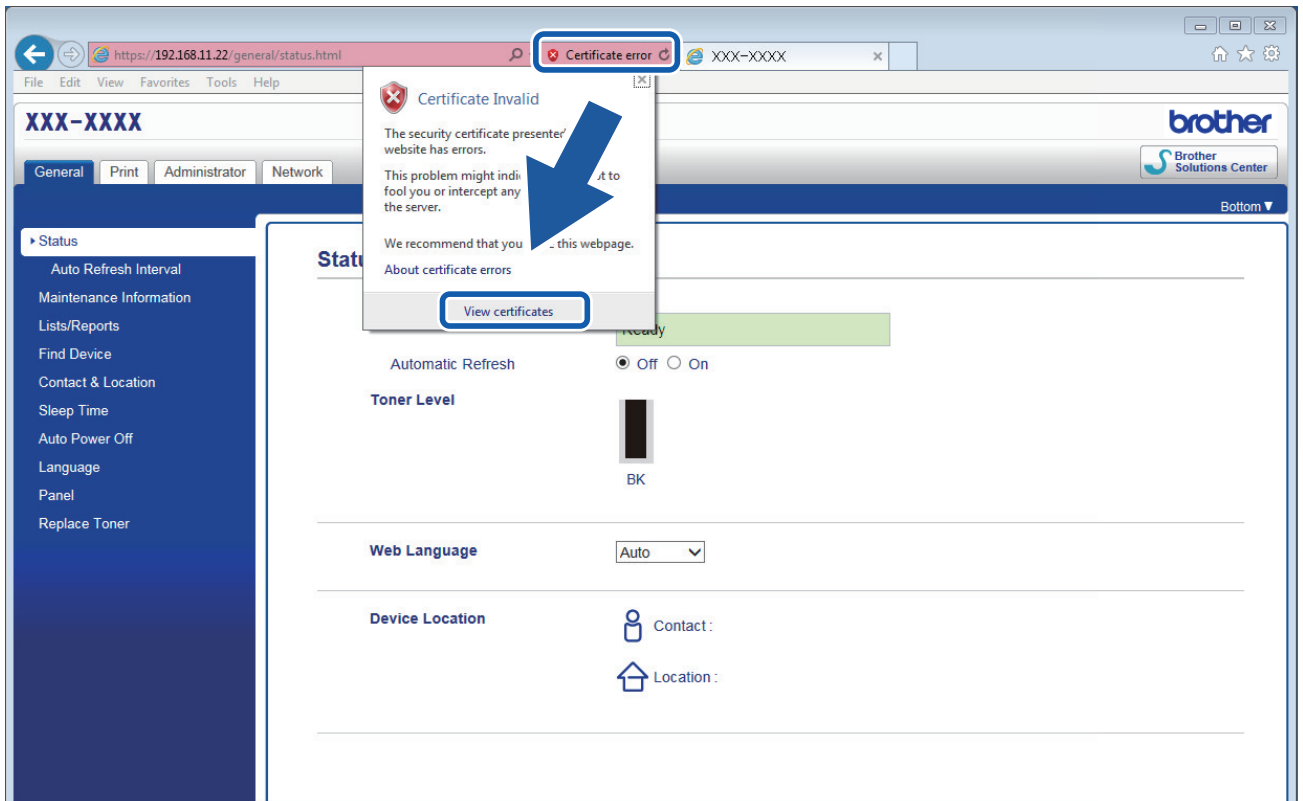 https://192.168.11.22/general/status.html
Certificate error
XXX-XXXX
File Edit View Favorites Tools Help
Certificate Invalid
The security certificate presented
website has errors.
This problem might to
fool you or intercept any
the server.
We recommend that you this webpage.
About certificate errors
View certificates
XXX-XXXX
brother
General Print Administrator Network
Brother
Solutions Center
Bottom▼
Status
Auto Refresh Interval
Maintenance Information
Lists/Reports
Find Device
Contact & Location
Sleep Time
Auto Power Off
Language
Panel
Replace Toner
Ready
Automatic Refresh Off On
Toner Level
BK
Web Language Auto
Device Location
Contact :
Location :